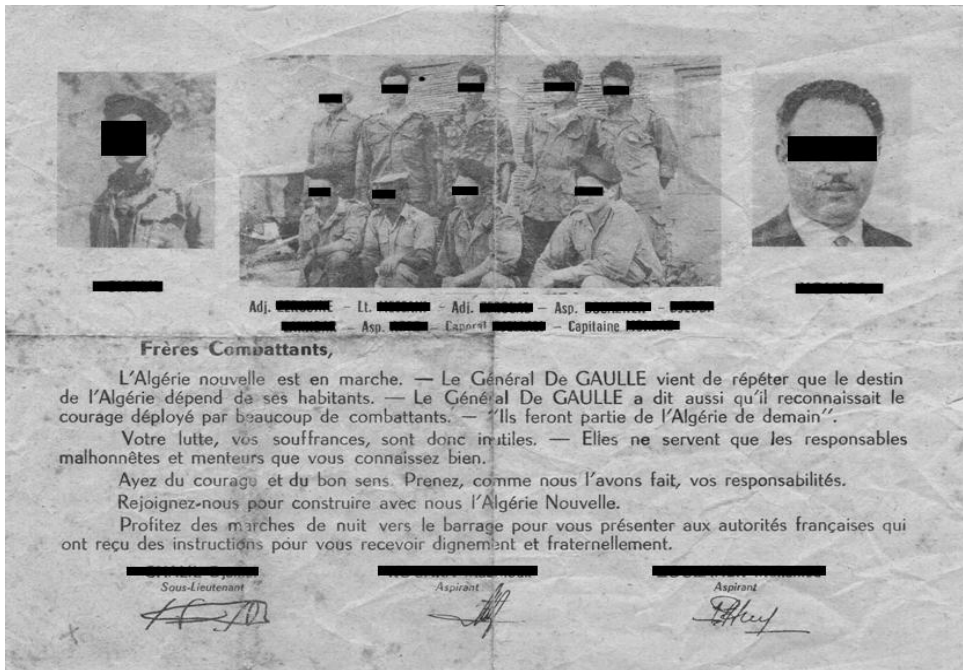 Adj. – Lt. – Adj. – Asp. –
– Asp. – Caporal – Capitaine
Frères Combattants,
L'Algérie nouvelle est en marche. — Le Général De GAULLE vient de répéter que le destin
de l'Algérie dépend de ses habitants. — Le Général De GAULLE a dit aussi qu'il reconnaissait le
courage déployé par beaucoup de combattants. — "Ils feront partie de l'Algérie de demain".
Votre lutte, vos souffrances, sont donc inutiles. — Elles ne servent que les responsables
malhonnêtes et menteurs que vous connaissez bien.
Ayez du courage et du bon sens. Prenez, comme nous l'avons fait, vos responsabilités.
Rejoignez-nous pour construire avec nous l'Algérie Nouvelle.
Profitez des marches de nuit vers le barrage pour vous présenter aux autorités françaises qui
ont reçu des instructions pour vous recevoir dignement et fraternellement.
Sous-Lieutenant
Aspirant
Aspirant